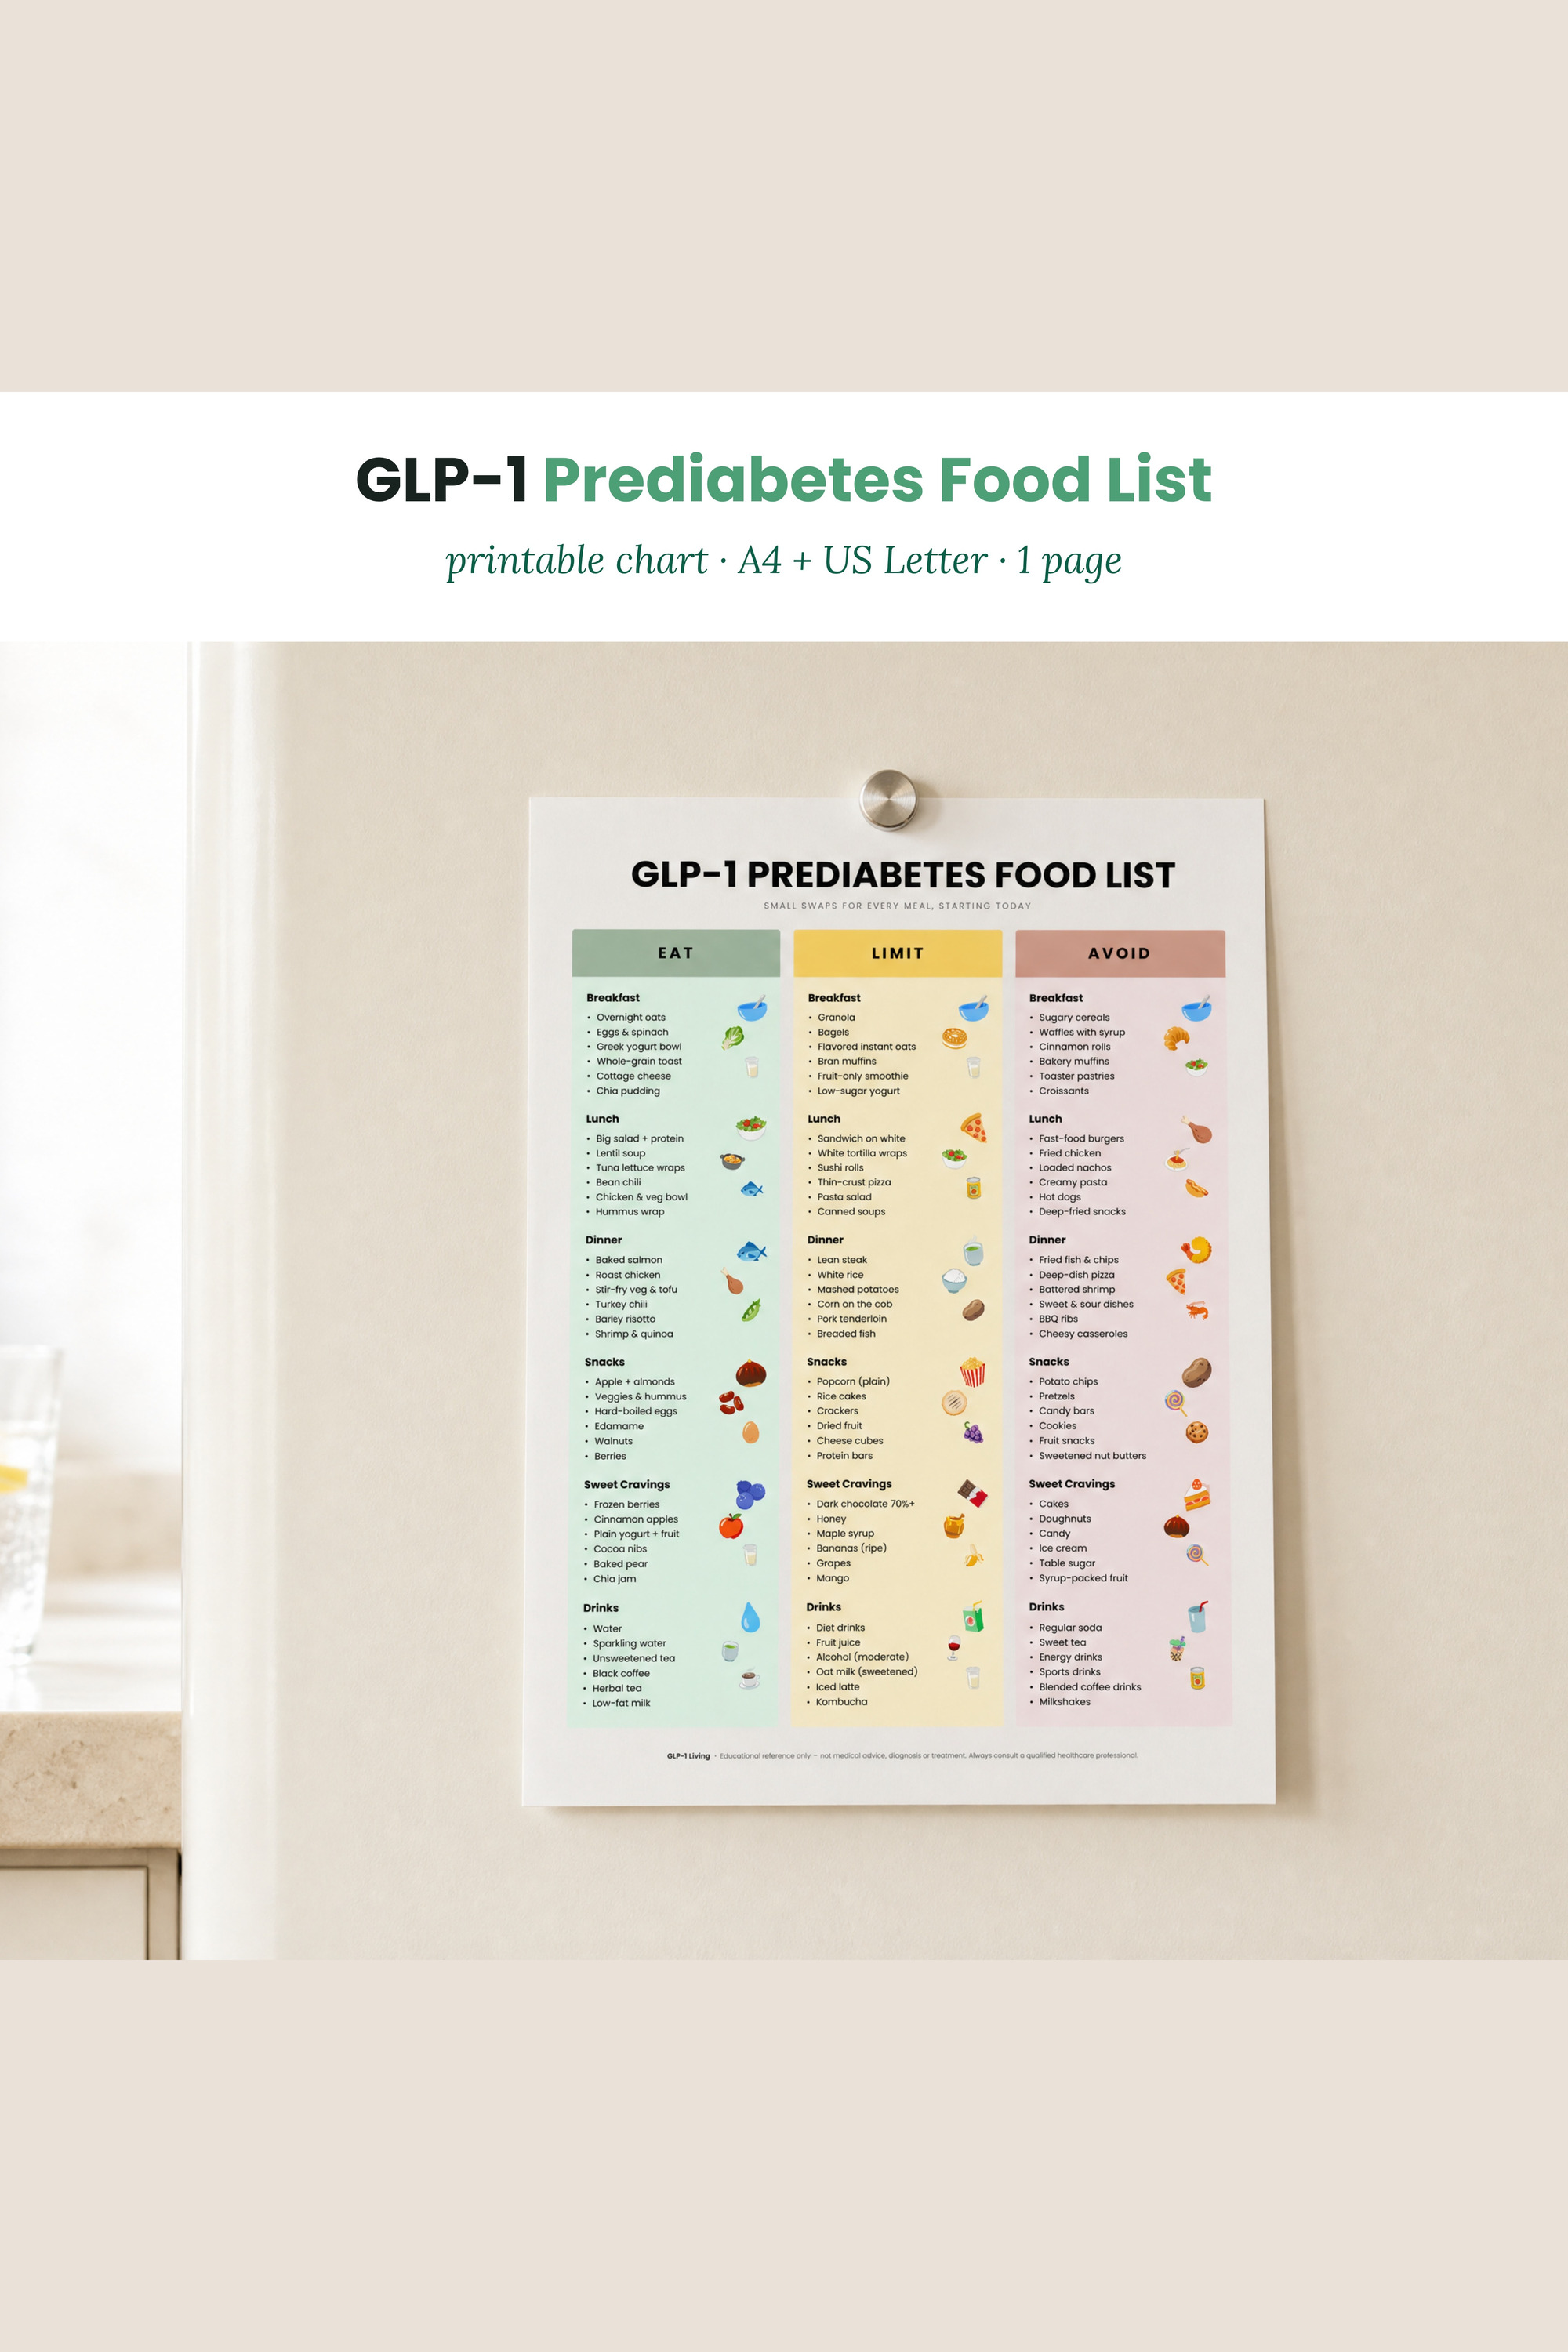 GLP-1 Prediabetes Food List
printable chart · A4 + US Letter · 1 page
GLP-1 PREDIABETES FOOD LIST
SMALL SWAPS FOR EVERY MEAL, STARTING TODAY
EAT
Breakfast
• Overnight oats
• Eggs & spinach
• Greek yogurt bowl
• Whole-grain toast
• Cottage cheese
• Chia pudding
Lunch
• Big salad + protein
• Lentil soup
• Tuna lettuce wraps
• Bean chili
• Chicken & veg bowl
• Hummus wrap
Dinner
• Baked salmon
• Roast chicken
• Stir-fry veg & tofu
• Turkey chili
• Barley risotto
• Shrimp & quinoa
Snacks
• Apple + almonds
• Veggies & hummus
• Hard-boiled eggs
• Edamame
• Walnuts
• Berries
Sweet Cravings
• Frozen berries
• Cinnamon apples
• Plain yogurt + fruit
• Cocoa nibs
• Baked pear
• Chia jam
Drinks
• Water
• Sparkling water
• Unsweetened tea
• Black coffee
• Herbal tea
• Low-fat milk
LIMIT
Breakfast
• Granola
• Bagels
• Flavored instant oats
• Bran muffins
• Fruit-only smoothie
• Low-sugar yogurt
Lunch
• Sandwich on white
• White tortilla wraps
• Sushi rolls
• Thin-crust pizza
• Pasta salad
• Canned soups
Dinner
• Lean steak
• White rice
• Mashed potatoes
• Corn on the cob
• Pork tenderloin
• Breaded fish
Snacks
• Popcorn (plain)
• Rice cakes
• Crackers
• Dried fruit
• Cheese cubes
• Protein bars
Sweet Cravings
• Dark chocolate 70%+
• Honey
• Maple syrup
• Bananas (ripe)
• Grapes
• Mango
Drinks
• Diet drinks
• Fruit juice
• Alcohol (moderate)
• Oat milk (sweetened)
• Iced latte
• Kombucha
AVOID
Breakfast
• Sugary cereals
• Waffles with syrup
• Cinnamon rolls
• Bakery muffins
• Toaster pastries
• Croissants
Lunch
• Fast-food burgers
• Fried chicken
• Loaded nachos
• Creamy pasta
• Hot dogs
• Deep-fried snacks
Dinner
• Fried fish & chips
• Deep-dish pizza
• Battered shrimp
• Sweet & sour dishes
• BBQ ribs
• Cheesy casseroles
Snacks
• Potato chips
• Pretzels
• Candy bars
• Cookies
• Fruit snacks
• Sweetened nut butters
Sweet Cravings
• Cakes
• Doughnuts
• Candy
• Ice cream
• Table sugar
• Syrup-packed fruit
Drinks
• Regular soda
• Sweet tea
• Energy drinks
• Sports drinks
• Blended coffee drinks
• Milkshakes
GLP-1 Living · Educational reference only – not medical advice, diagnosis or treatment. Always consult a qualified healthcare professional.